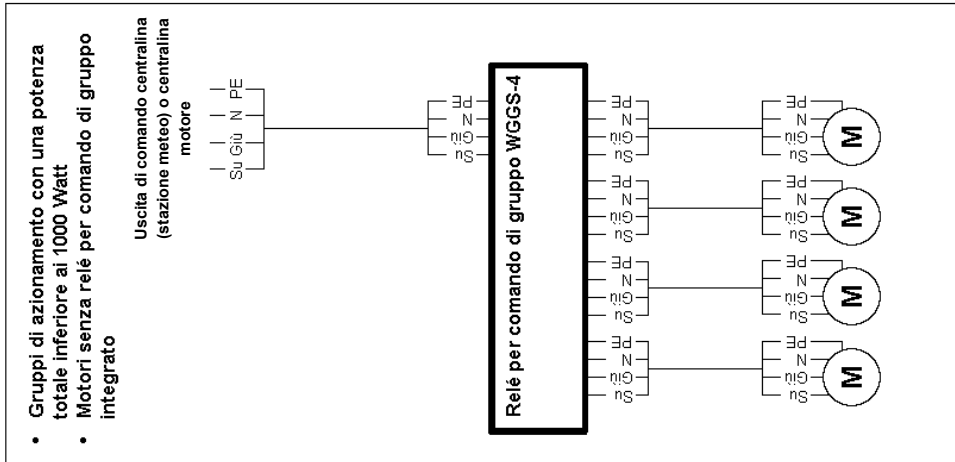 • Gruppi di azionamento con una potenza
totale inferiore ai 1000 Watt
• Motori senza relé per comando di gruppo
integrato
Uscita di comando centralina
(stazione meteo) o centralina
motore
Su Giù N PE
Su Giù N PE
Relé per comando di gruppo WGGS-4
Su Giù N PE
Su Giù N PE
Su Giù N PE
Su Giù N PE
Su Giù N PE
M
Su Giù N PE
M
Su Giù N PE
M
Su Giù N PE
M